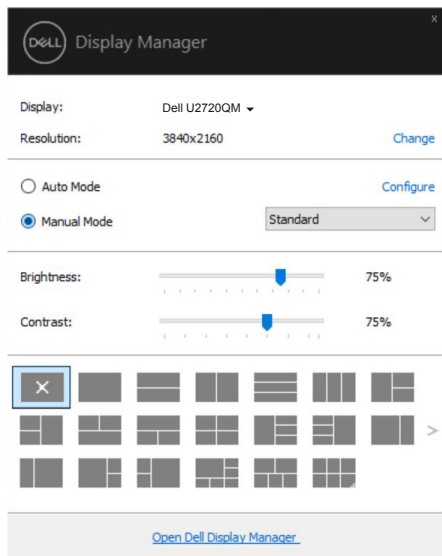 x
DELL Display Manager
Display: Dell U2720QM
Resolution: 3840x2160 Change
Auto Mode Configure
Manual Mode Standard
Brightness: 75%
Contrast: 75%
>
Open Dell Display Manager